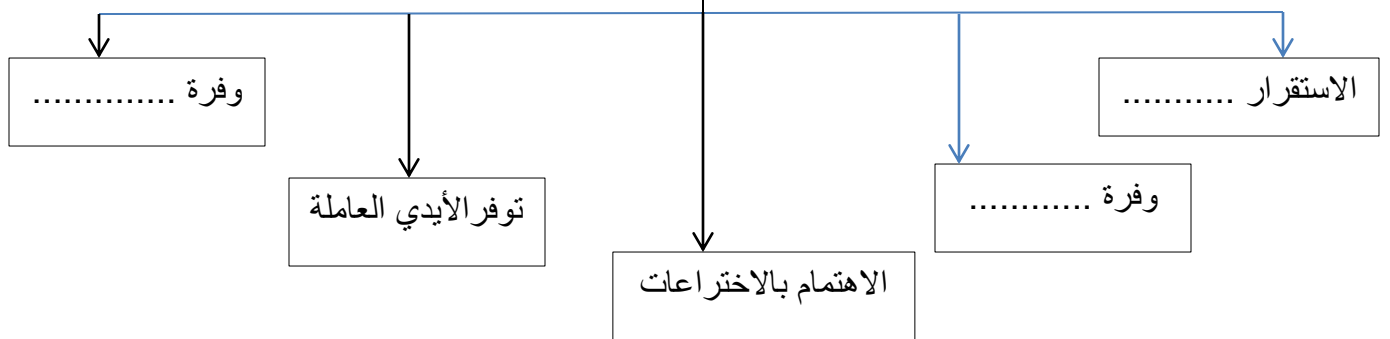 الاستقرار ...........
وفرة ............
الاهتمام بالاختراعات
توفرالأيدي العاملة
وفرة ..............